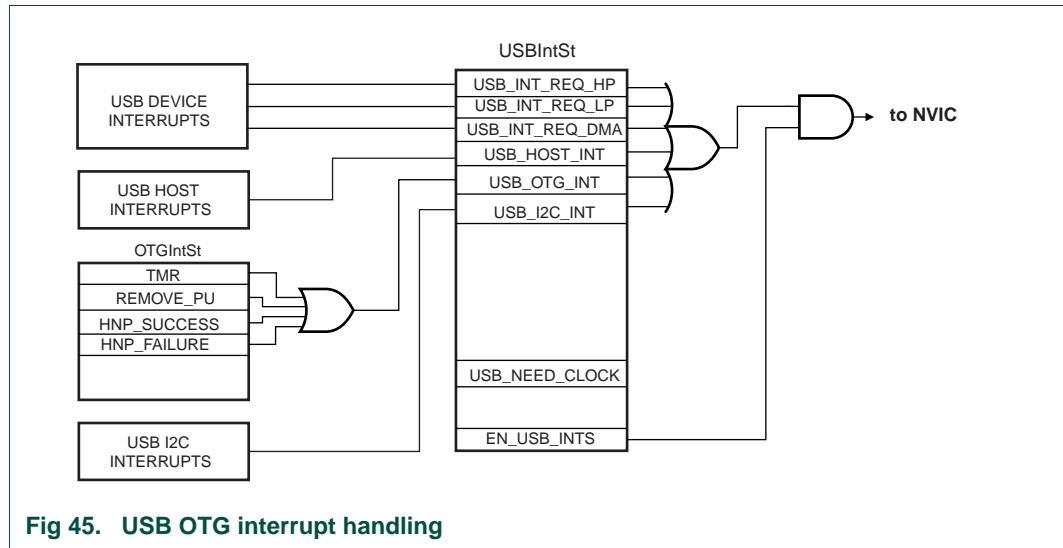 USBIntSt
USB DEVICE
INTERRUPTS
USB_INT_REQ_HP
USB_INT_REQ_LP
USB_INT_REQ_DMA
USB_HOST_INT
USB_OTG_INT
USB_I2C_INT
USB_NEED_CLOCK
EN_USB_INTS
to NVIC
USB HOST
INTERRUPTS
OTGIntSt
TMR
REMOVE_PU
HNP_SUCCESS
HNP_FAILURE
USB I2C
INTERRUPTS
Fig 45. USB OTG interrupt handling